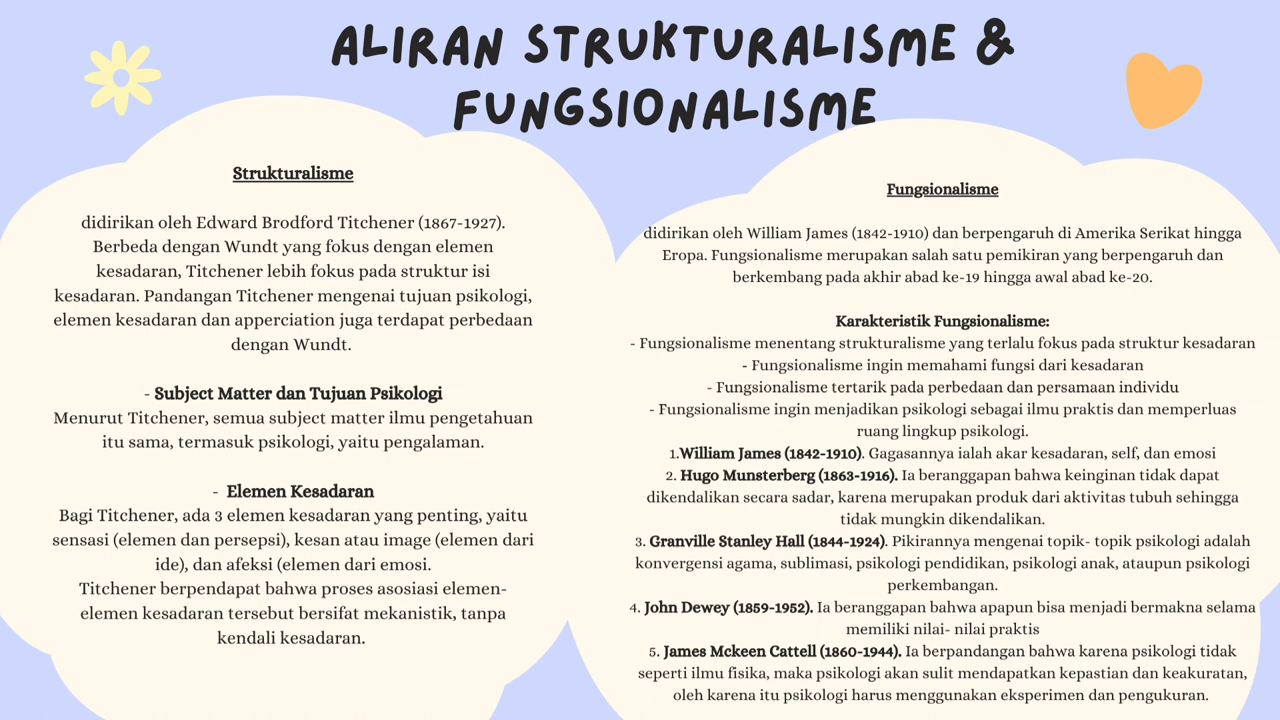 ALIRAN STRUKTURALISME &
FUNGSIONALISME
Strukturalisme
didirikan oleh Edward Brodford Titchener (1867-1927).
Berbeda dengan Wundt yang fokus dengan elemen
kesadaran, Titchener lebih fokus pada struktur isi
kesadaran. Pandangan Titchener mengenai tujuan psikologi,
elemen kesadaran dan apperciation juga terdapat perbedaan
dengan Wundt.
- Subject Matter dan Tujuan Psikologi
Menurut Titchener, semua subject matter ilmu pengetahuan
itu sama, termasuk psikologi, yaitu pengalaman.
- Elemen Kesadaran
Bagi Titchener, ada 3 elemen kesadaran yang penting, yaitu
sensasi (elemen dan persepsi), kesan atau image (elemen dari
ide), dan afeksi (elemen dari emosi.
Titchener berpendapat bahwa proses asosiasi elemen-
elemen kesadaran tersebut bersifat mekanistik, tanpa
kendali kesadaran.
Fungsionalisme
didirikan oleh William James (1842-1910) dan berpengaruh di Amerika Serikat hingga
Eropa. Fungsionalisme merupakan salah satu pemikiran yang berpengaruh dan
berkembang pada akhir abad ke-19 hingga awal abad ke-20.
Karakteristik Fungsionalisme:
- Fungsionalisme menentang strukturalisme yang terlalu fokus pada struktur kesadaran
- Fungsionalisme ingin memahami fungsi dari kesadaran
- Fungsionalisme tertarik pada perbedaan dan persamaan individu
- Fungsionalisme ingin menjadikan psikologi sebagai ilmu praktis dan memperluas
ruang lingkup psikologi.
1.William James (1842-1910). Gagasannya ialah akar kesadaran, self, dan emosi
2. Hugo Munsterberg (1863-1916). Ia beranggapan bahwa keinginan tidak dapat
dikendalikan secara sadar, karena merupakan produk dari aktivitas tubuh sehingga
tidak mungkin dikendalikan.
3. Granville Stanley Hall (1844-1924). Pikirannya mengenai topik- topik psikologi adalah
konvergensi agama, sublimasi, psikologi pendidikan, psikologi anak, ataupun psikologi
perkembangan.
4. John Dewey (1859-1952). Ia beranggapan bahwa apapun bisa menjadi bermakna selama
memiliki nilai- nilai praktis
5. James Mckeen Cattell (1860-1944). Ia berpandangan bahwa karena psikologi tidak
seperti ilmu fisika, maka psikologi akan sulit mendapatkan kepastian dan keakuratan,
oleh karena itu psikologi harus menggunakan eksperimen dan pengukuran.